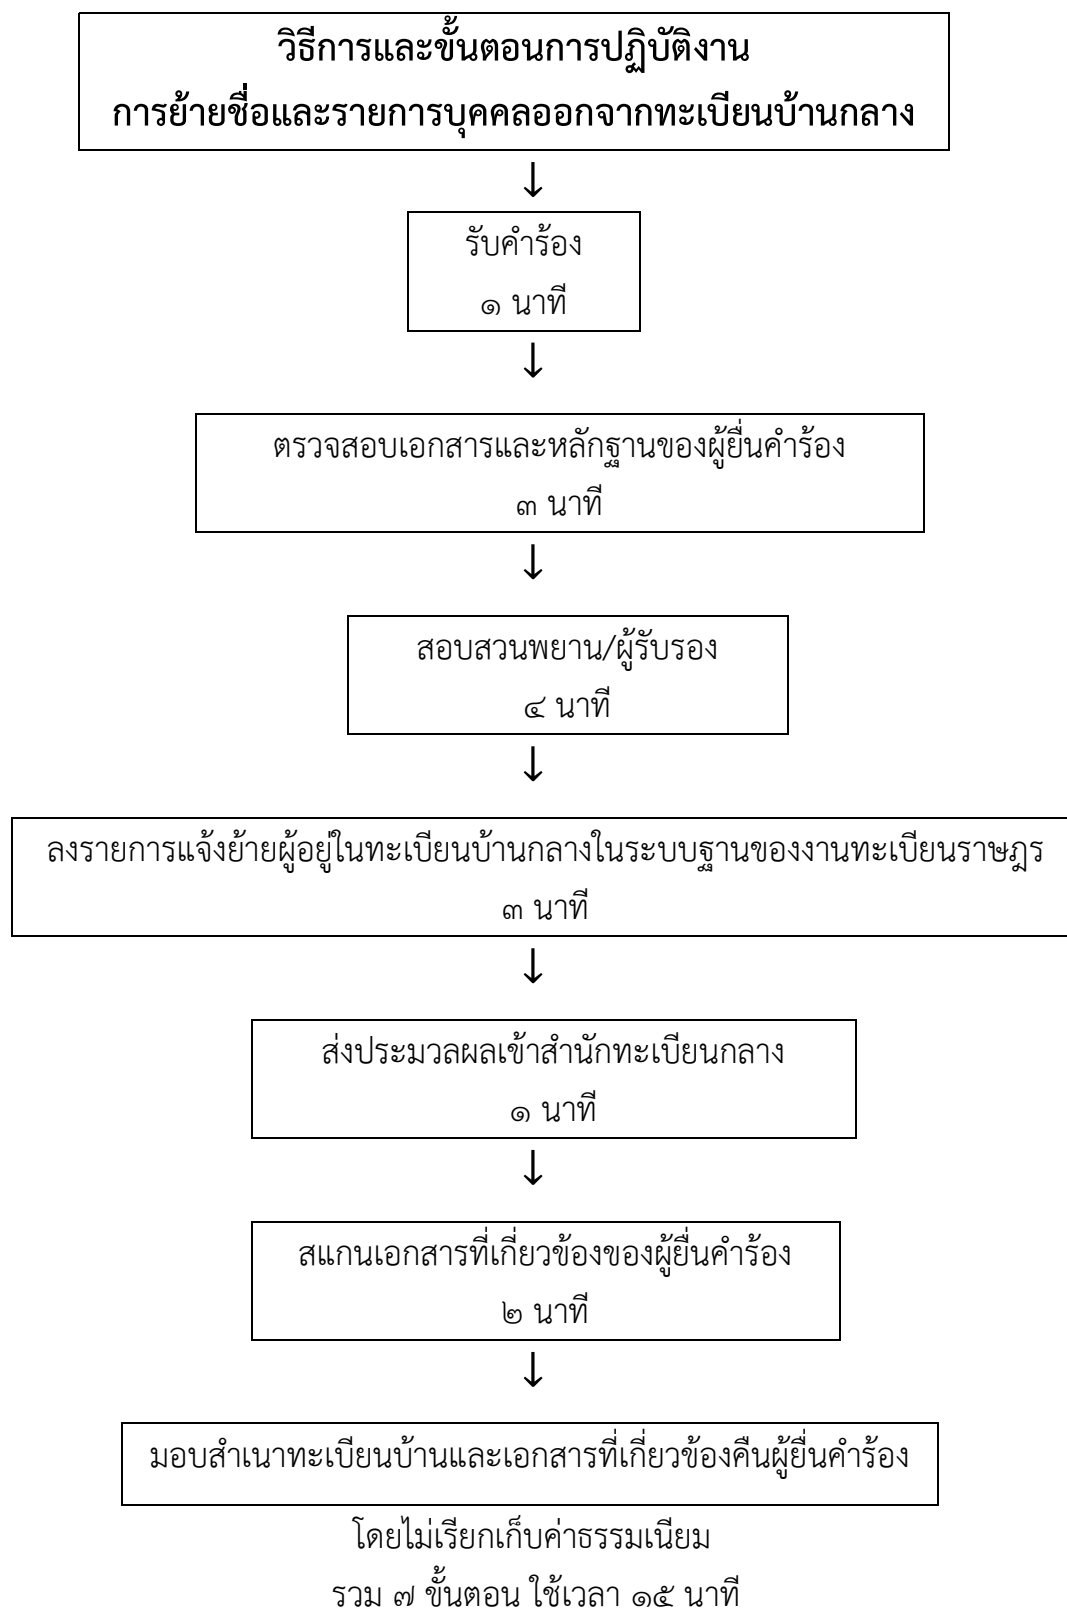 วิธีการและขั้นตอนการปฏิบัติงาน
การย้ายชื่อและรายการบุคคลออกจากทะเบียนบ้านกลาง
รับคำร้อง
๑ นาที
ตรวจสอบเอกสารและหลักฐานของผู้ยื่นคำร้อง
๓ นาที
สอบสวนพยาน/ผู้รับรอง
๔ นาที
ลงรายการแจ้งย้ายผู้อยู่ในทะเบียนบ้านกลางในระบบฐานของงานทะเบียนราษฎร
๓ นาที
ส่งประมวลผลเข้าสำนักทะเบียนกลาง
๑ นาที
สแกนเอกสารที่เกี่ยวข้องของผู้ยื่นคำร้อง
๒ นาที
มอบสำเนาทะเบียนบ้านและเอกสารที่เกี่ยวข้องคืนผู้ยื่นคำร้อง
โดยไม่เรียกเก็บค่าธรรมเนียม
รวม ๗ ขั้นตอน ใช้เวลา ๑๕ นาที